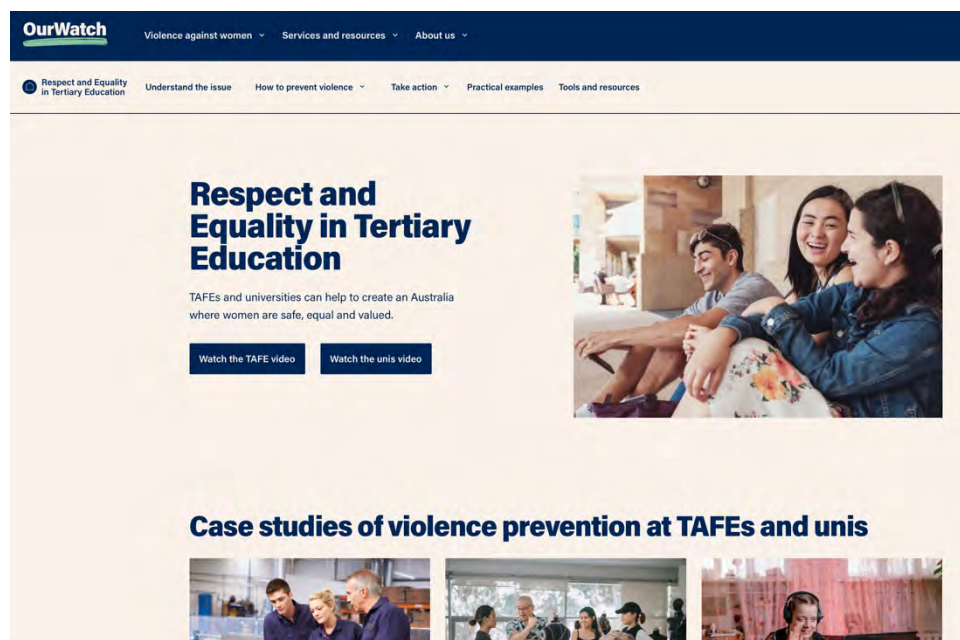 OurWatch
Violence against women
Services and resources
About us
Respect and Equality
in Tertiary Education
Understand the issue
How to prevent violence
Take action
Practical examples
Tools and resources
Respect and
Equality in Tertiary
Education
TAFEs and universities can help to create an Australia
where women are safe, equal and valued.
Watch the TAFE video
Watch the unis video
Case studies of violence prevention at TAFEs and unis